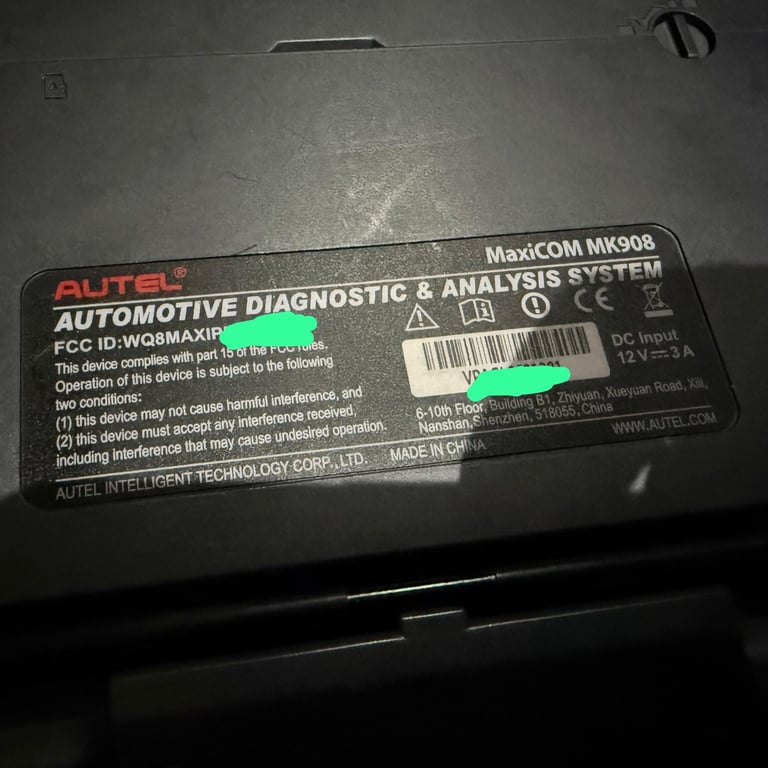 MaxiCOM MK908
AUTEL®
AUTOMOTIVE DIAGNOSTIC & ANALYSIS SYSTEM
FCC ID:WQ8MAXIP
This device complies with part 15 of the FCC rules.
Operation of this device is subject to the following
two conditions:
(1) this device may not cause harmful interference, and
(2) this device must accept any interference received,
including interference that may cause undesired operation.
DC Input
12 V⎓3 A
6-10th Floor, Building B1, Zhiyuan, Xueyuan Road, Xili,
Nanshan,Shenzhen, 518055, China
WWW.AUTEL.COM
AUTEL INTELLIGENT TECHNOLOGY CORP., LTD. MADE IN CHINA